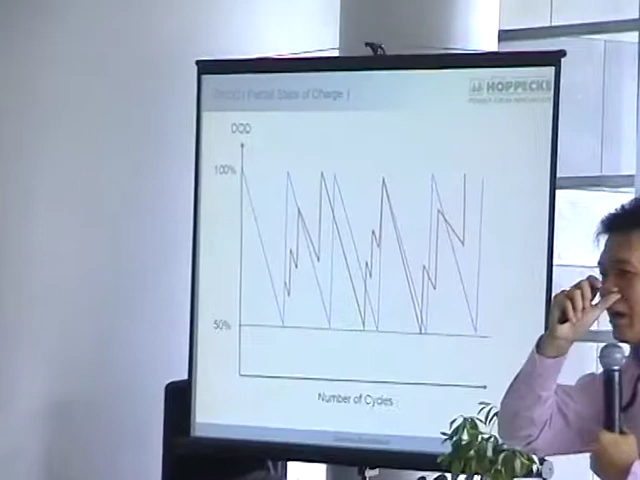 Partial State of Charge
HOPPECKE
DOD
100%
50%
Number of Cycles